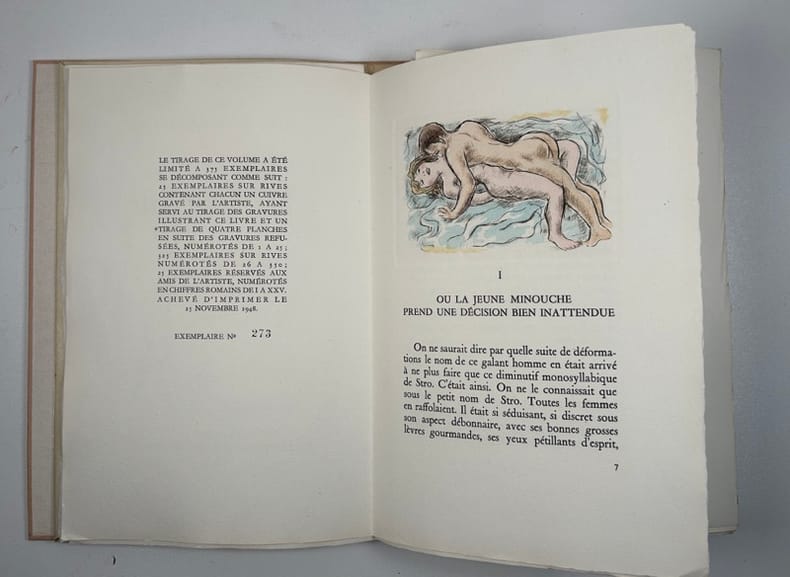 LE TIRAGE DE CE VOLUME A ÉTÉ
LIMITÉ A 375 EXEMPLAIRES
SE DÉCOMPOSANT COMME SUIT :
25 EXEMPLAIRES SUR RIVES
CONTENANT CHACUN UN CUIVRE
GRAVÉ PAR L'ARTISTE, AYANT
SERVI AU TIRAGE DES GRAVURES
ILLUSTRANT CE LIVRE ET UN
TIRAGE DE QUATRE PLANCHES
EN SUITE DES GRAVURES REFU-
SÉES, NUMÉROTÉS DE 1 A 25 ;
325 EXEMPLAIRES SUR RIVES
NUMÉROTÉS DE 26 A 350 ;
25 EXEMPLAIRES RÉSERVÉS AUX
AMIS DE L'ARTISTE, NUMÉROTÉS
EN CHIFFRES ROMAINS DE I A XXV.
ACHEVÉ D'IMPRIMER LE
15 NOVEMBRE 1948.
EXEMPLAIRE Nº 273
I
OU LA JEUNE MINOUCHE
PREND UNE DÉCISION BIEN INATTENDUE
On ne saurait dire par quelle suite de déforma-
tions le nom de ce galant homme en était arrivé
à ne plus faire que ce diminutif monosyllabique
de Stro. C'était ainsi. On ne le connaissait que
sous le petit nom de Stro. Toutes les femmes
en raffolaient. Il était si séduisant, si discret sous
son aspect débonnaire, avec ses bonnes grosses
lèvres gourmandes, ses yeux pétillants d'esprit,
7